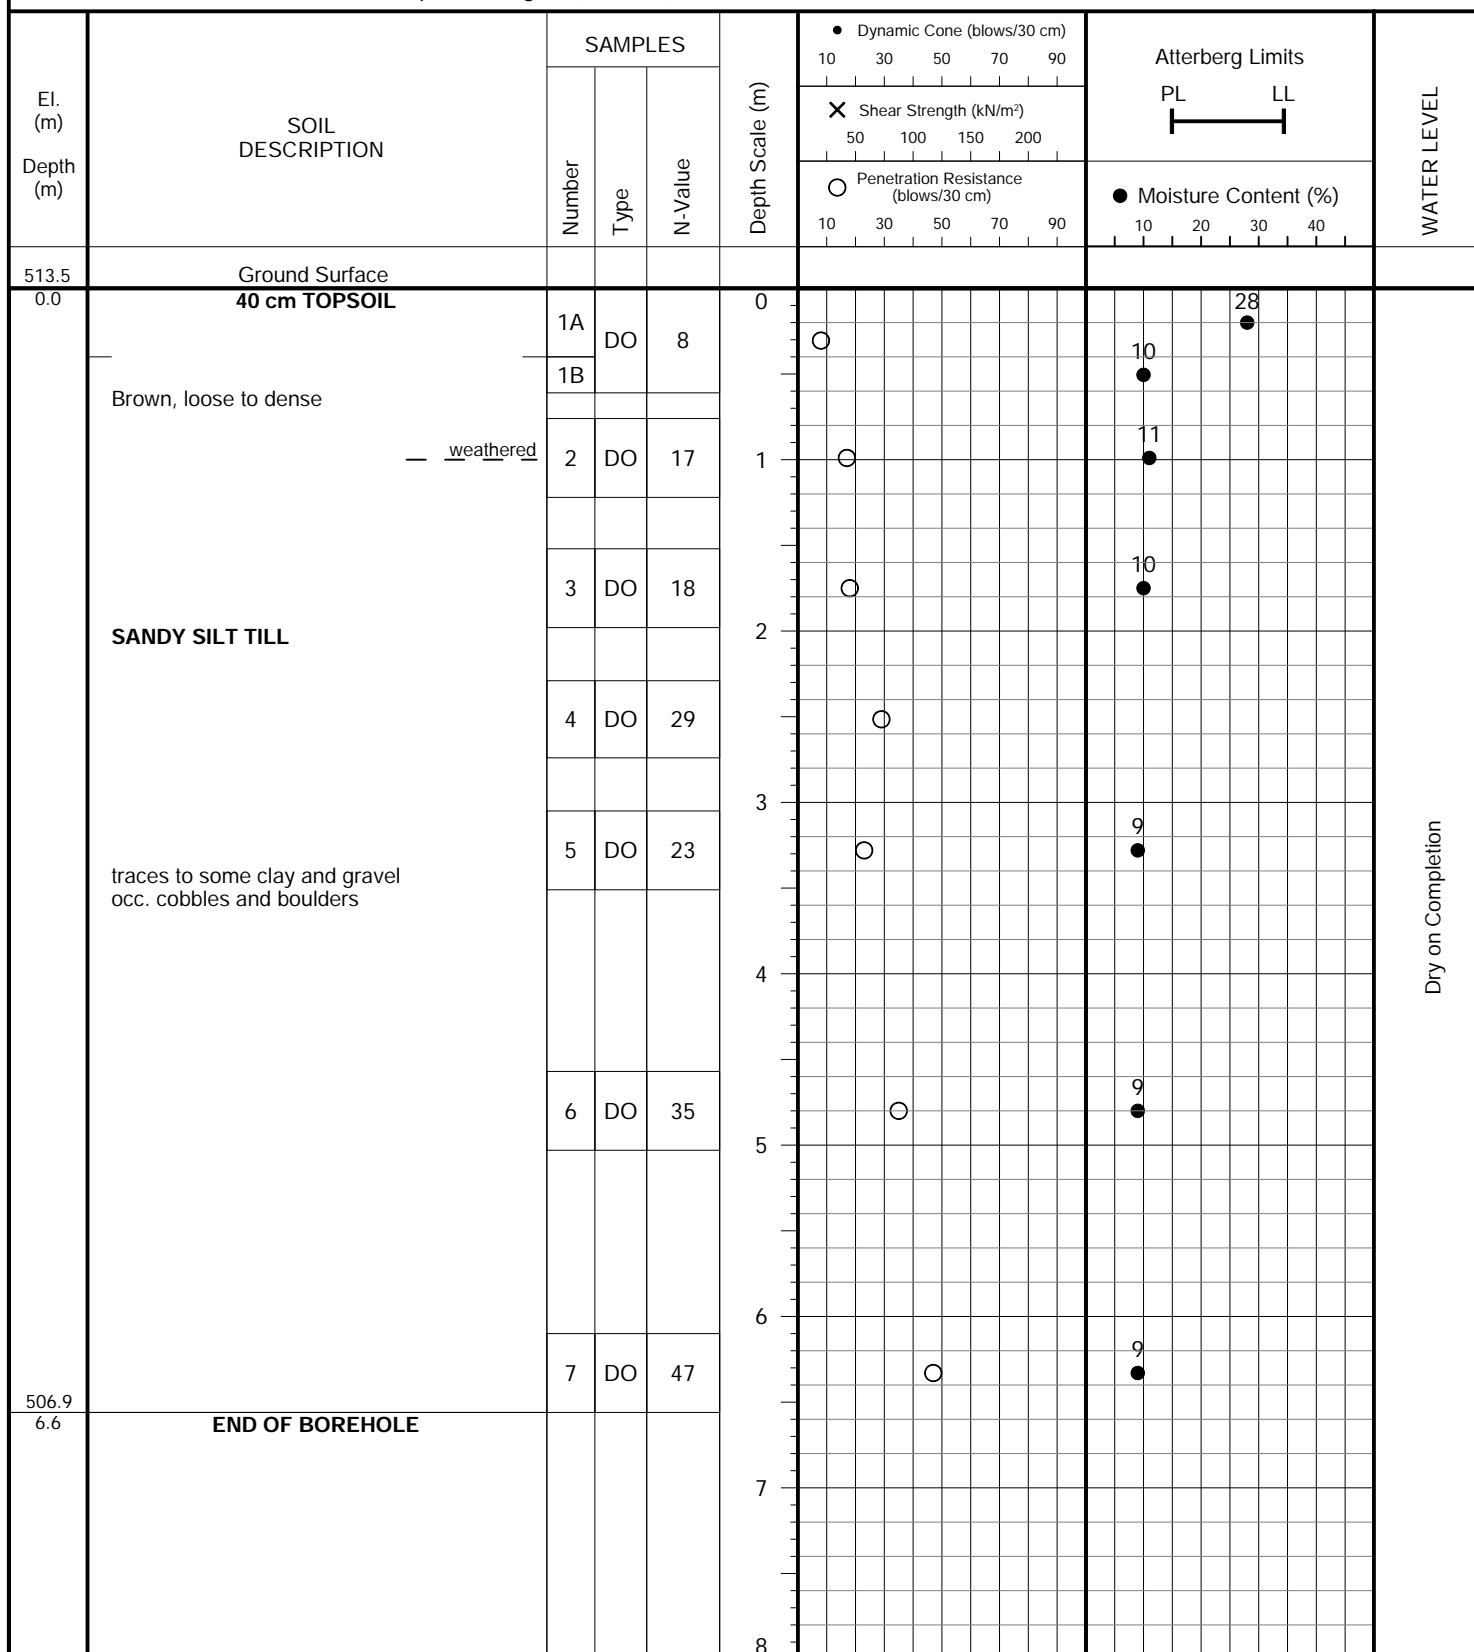 El.
(m)
Depth
(m)
SOIL
DESCRIPTION
SAMPLES
Number
Type
N-Value
Depth Scale (m)
Dynamic Cone (blows/30 cm)
10 30 50 70 90
Shear Strength (kN/m²)
50 100 150 200
Penetration Resistance
(blows/30 cm)
10 30 50 70 90
Atterberg Limits
PL LL
Moisture Content (%)
10 20 30 40
WATER LEVEL
513.5 Ground Surface
0.0 40 cm TOPSOIL 0 28
1A DO 8
10
1B
Brown, loose to dense
11
weathered 2 DO 17 1
10
3 DO 18
SANDY SILT TILL 2
4 DO 29
3
9
5 DO 23
traces to some clay and gravel
occ. cobbles and boulders
Dry on Completion
4
9
6 DO 35
5
6
9
7 DO 47
506.9
6.6 END OF BOREHOLE
7
8